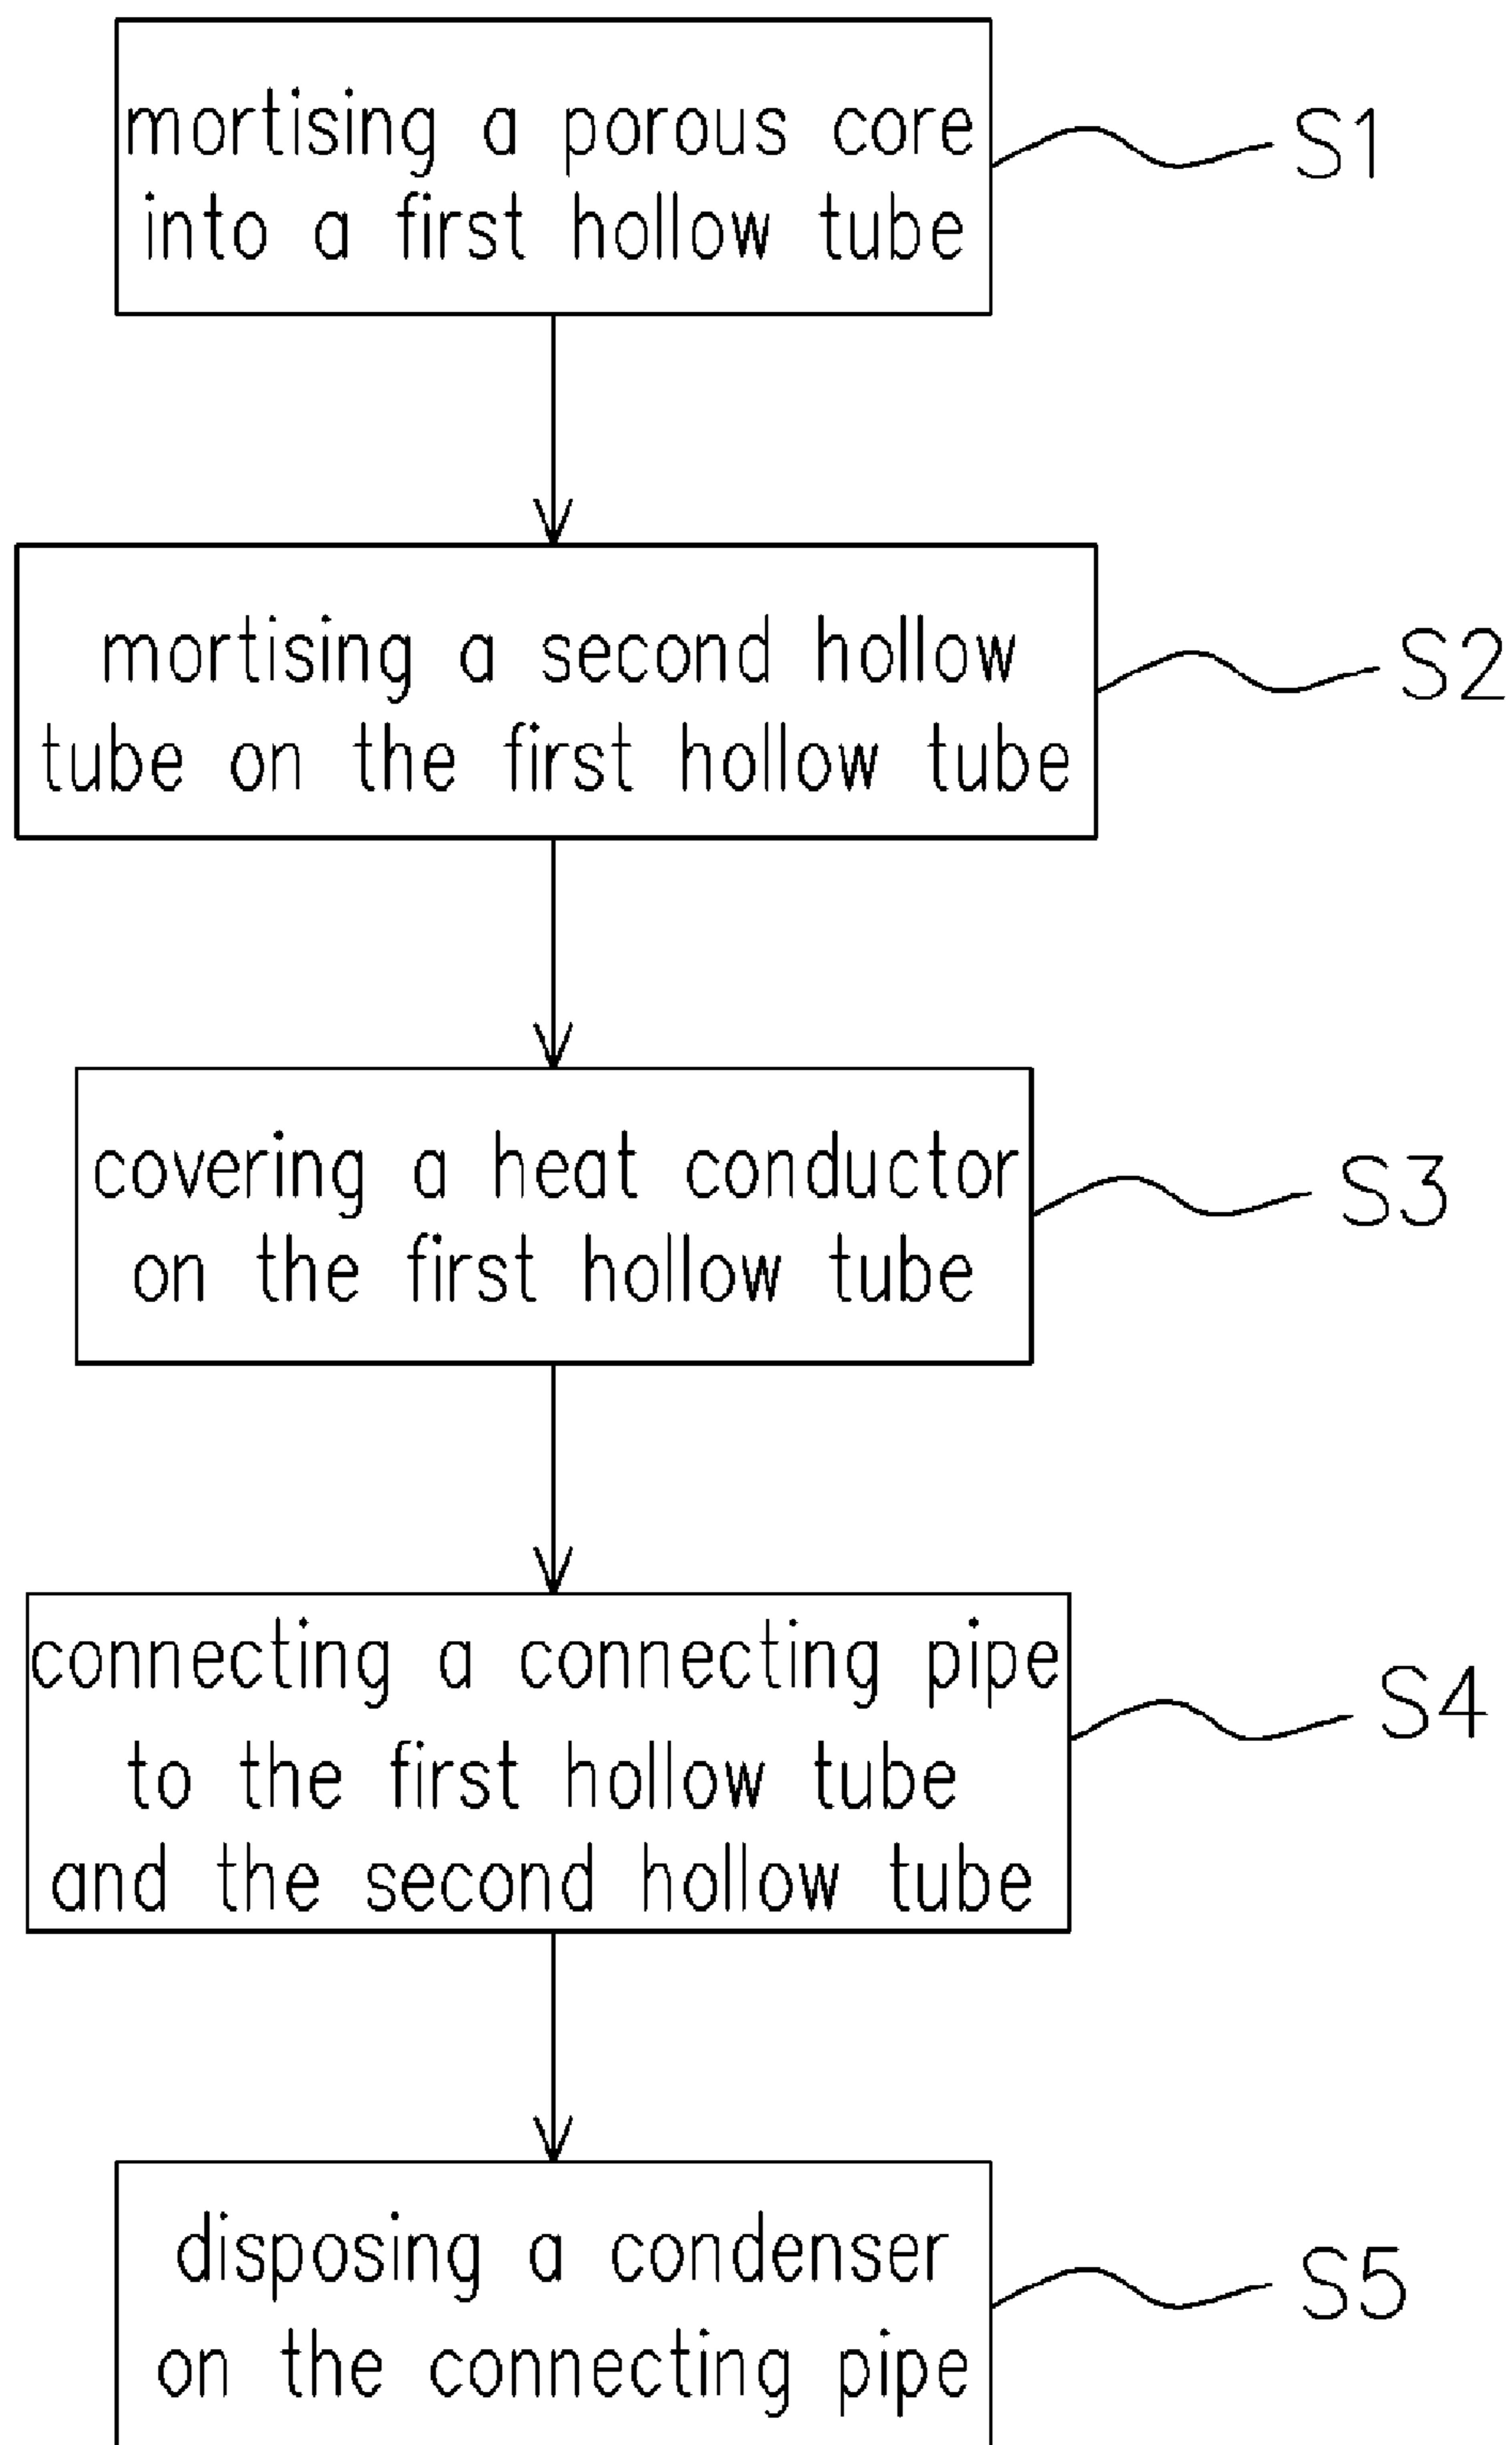 mortising a porous core
into a first hollow tube
S1
mortising a second hollow
tube on the first hollow tube
S2
covering a heat conductor
on the first hollow tube
S3
connecting a connecting pipe
to the first hollow tube
and the second hollow tube
S4
disposing a condenser
on the connecting pipe
S5